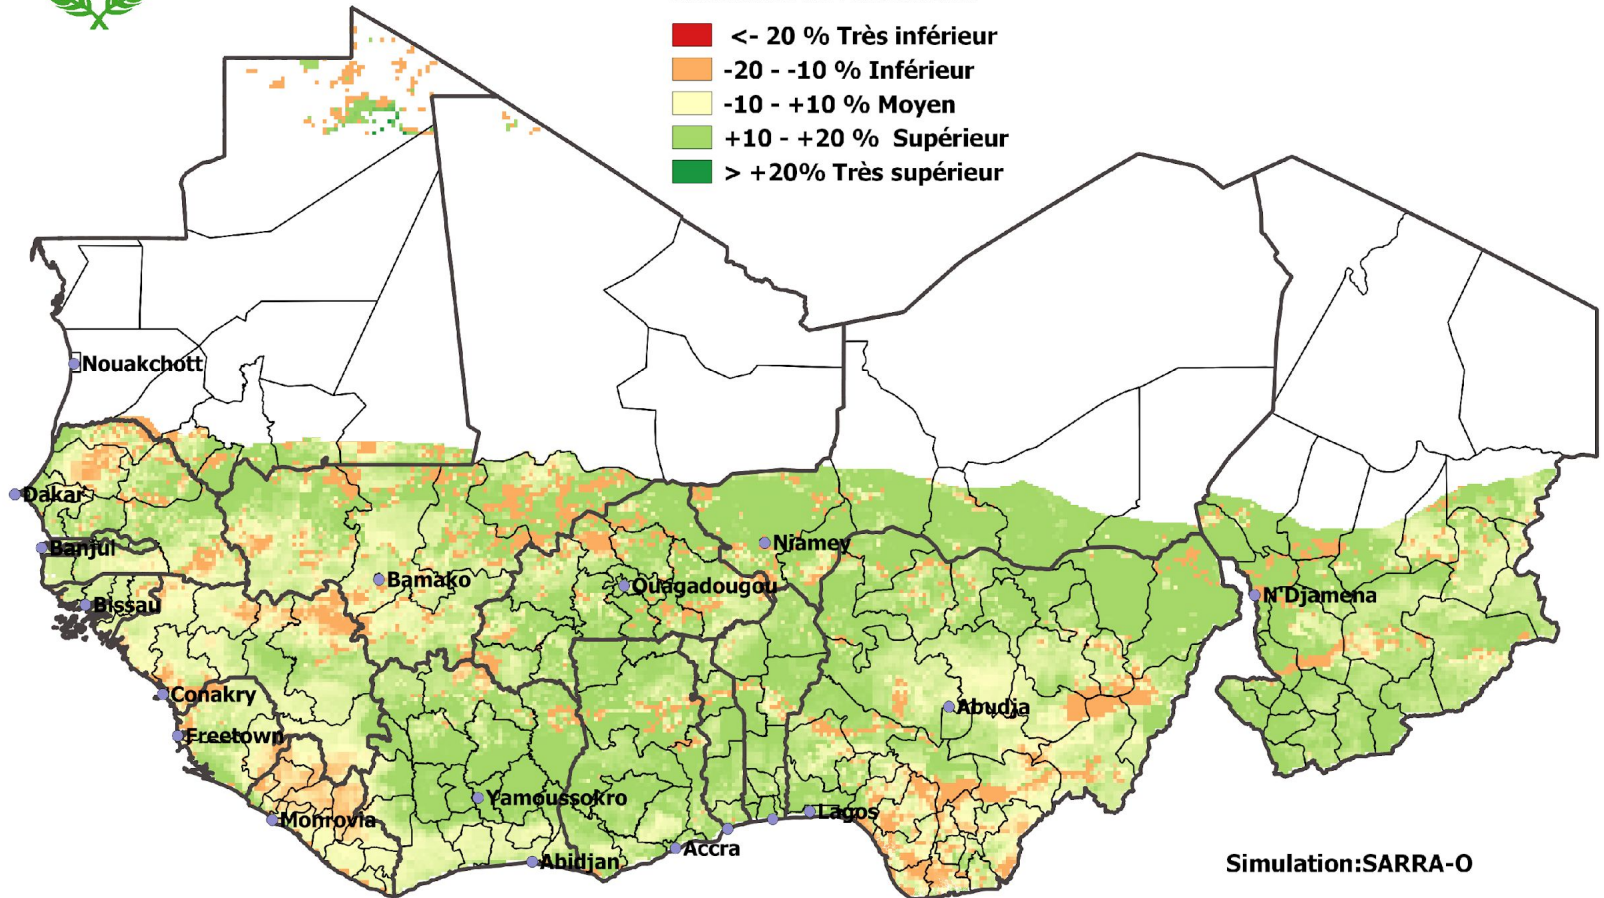 <- 20 % Très inférieur
-20 - -10 % Inférieur
-10 - +10 % Moyen
+10 - +20 % Supérieur
> +20% Très supérieur
Nouakchott
Dakar
Banjul
Niamey
Bamako
Ouagadougou
Bissau
N'Djamena
Conakry
Abudja
Freetown
Yamoussokro
Lagos
Monrovia
Accra
Abidjan
Simulation:SARRA-O